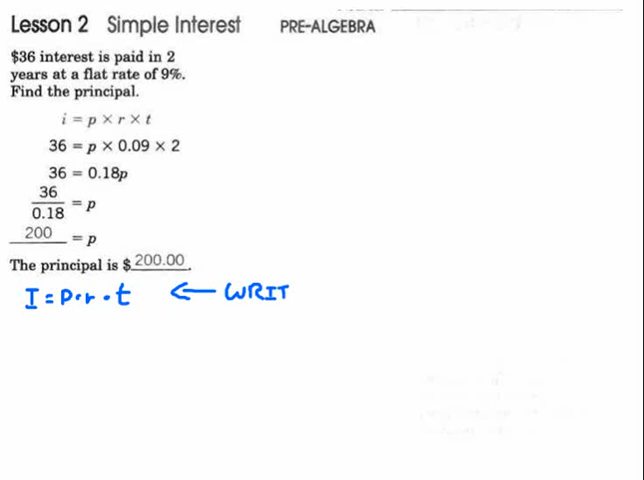 Lesson 2 Simple Interest PRE-ALGEBRA
$36 interest is paid in 2
years at a flat rate of 9%.
Find the principal.
i = p × r × t
36 = p × 0.09 × 2
36 = 0.18p
36/0.18 = p
200 = p
The principal is $200.00.
I = P·r·t ← WRIT